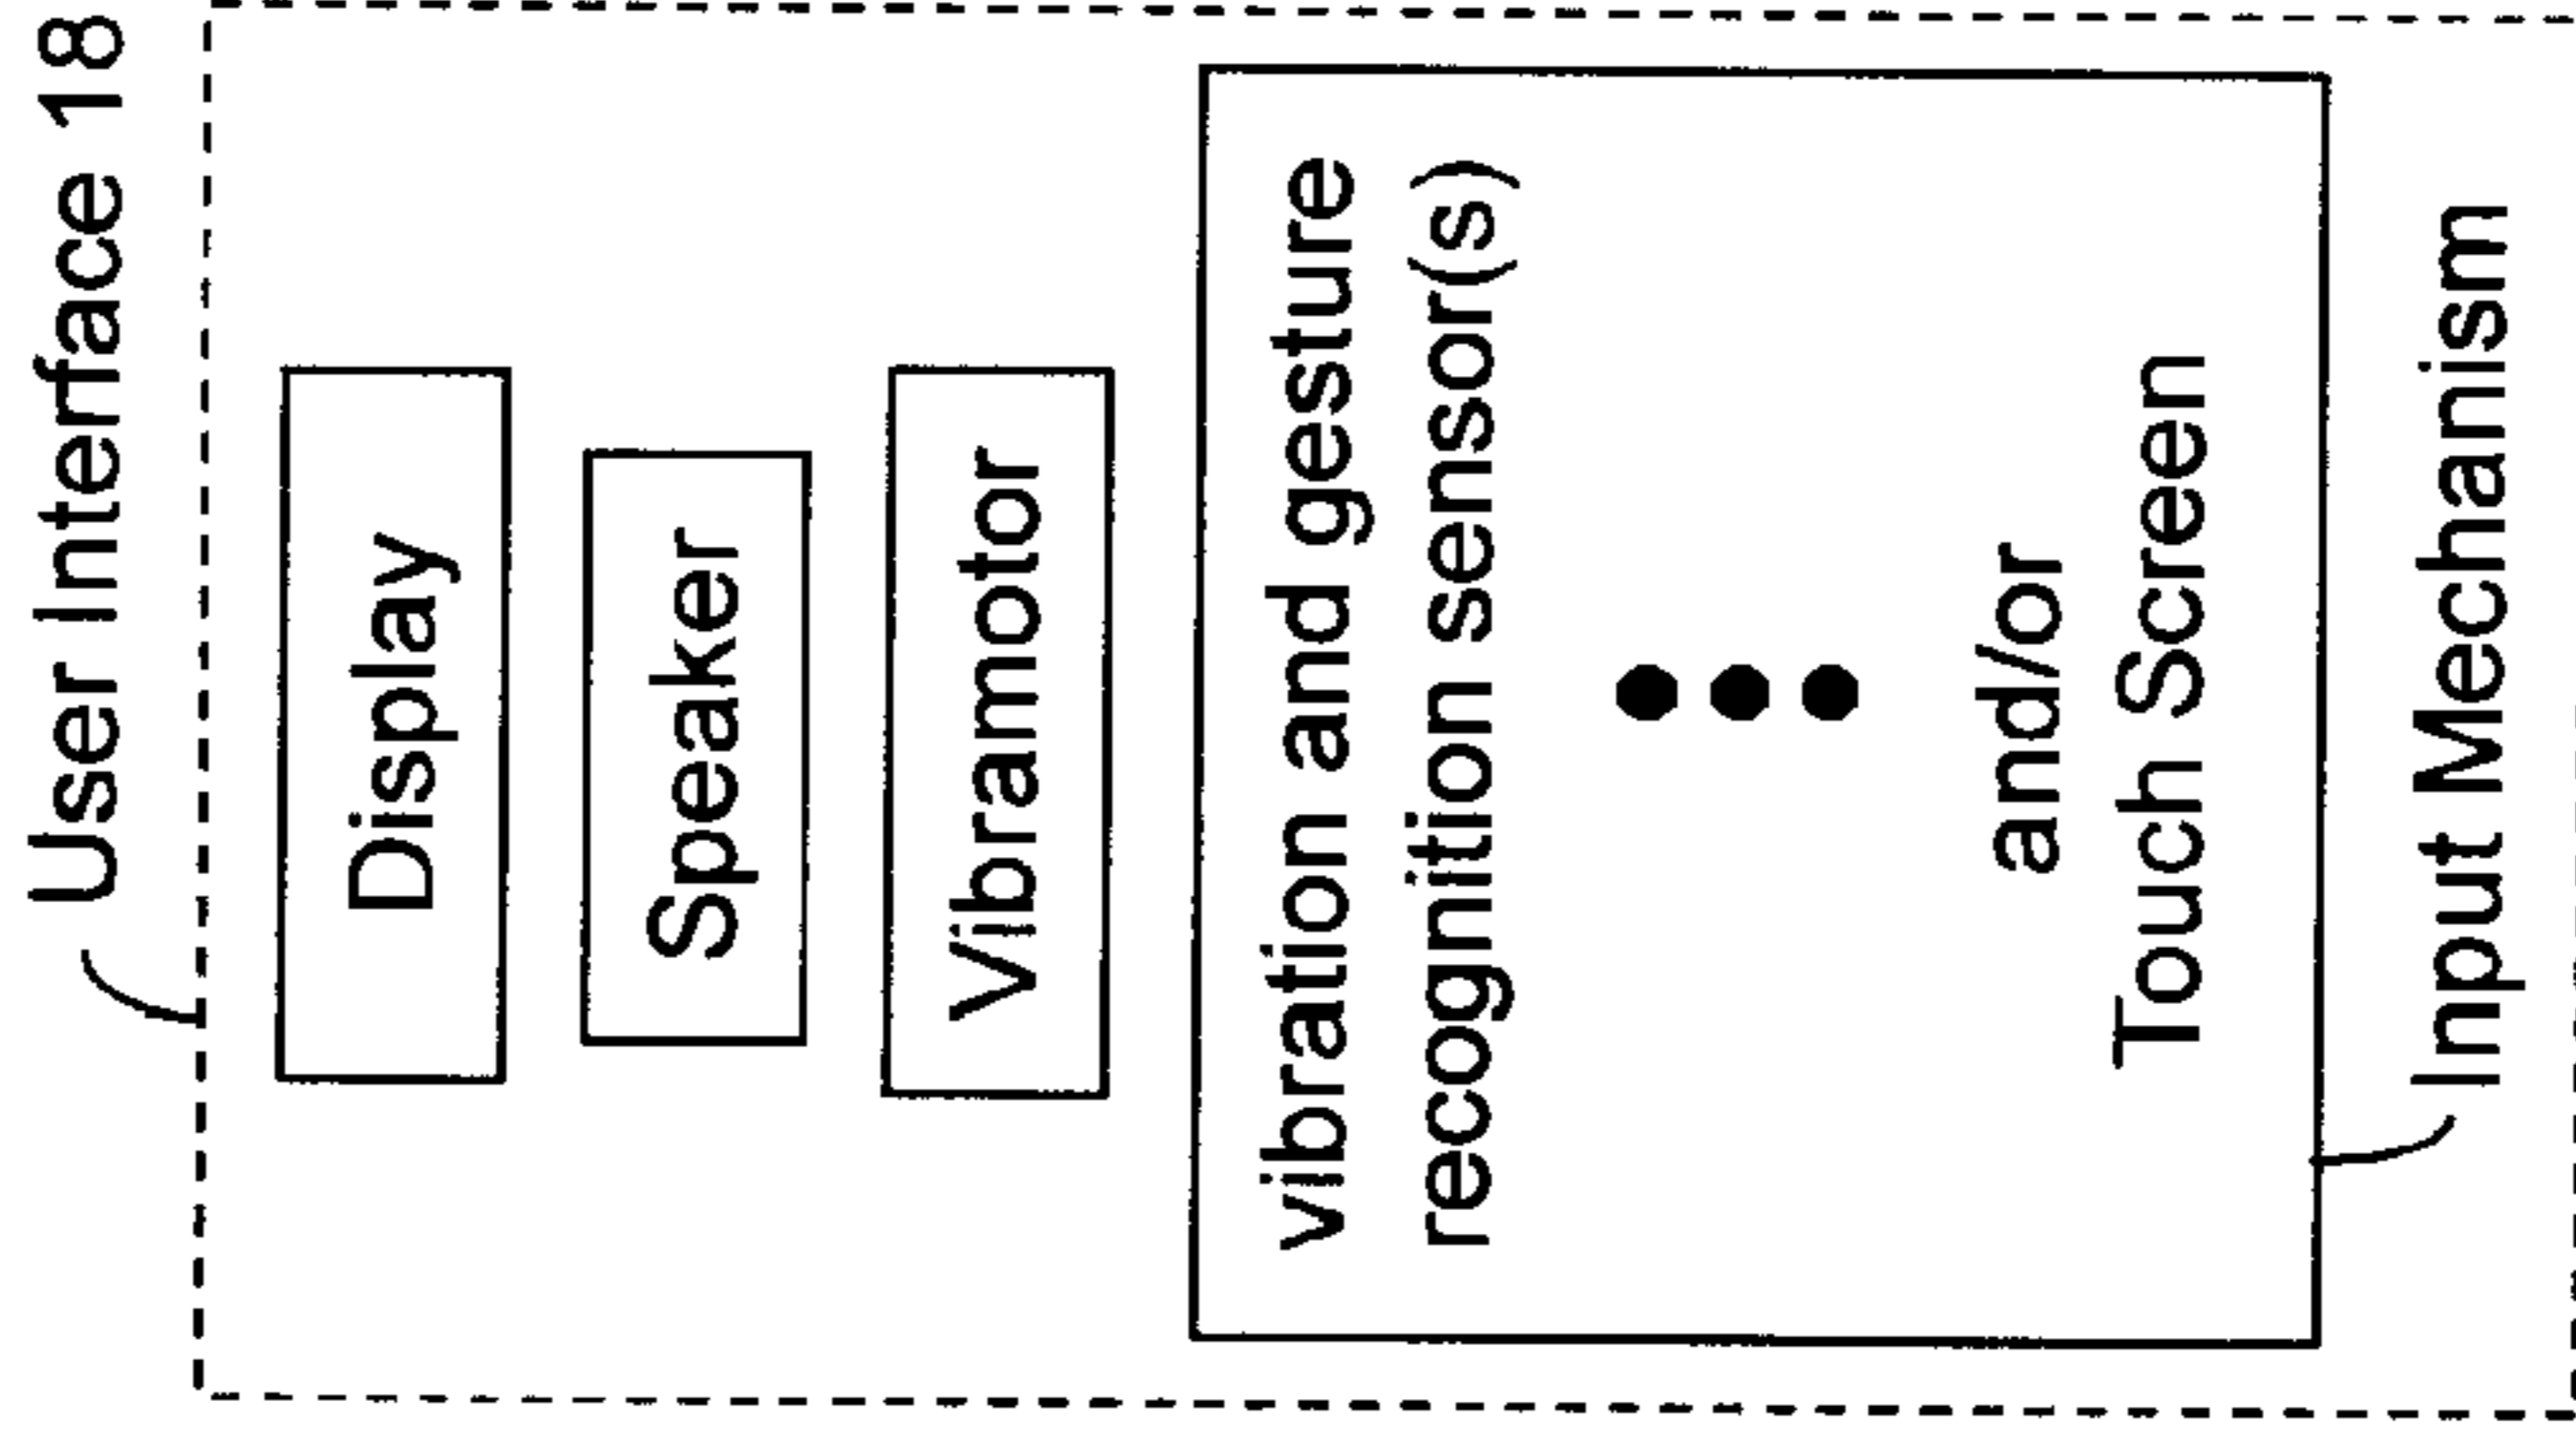 User Interface 18
Display
Speaker
Vibramotor
vibration and gesture
recognition sensor(s)
and/or
Touch Screen
Input Mechanism